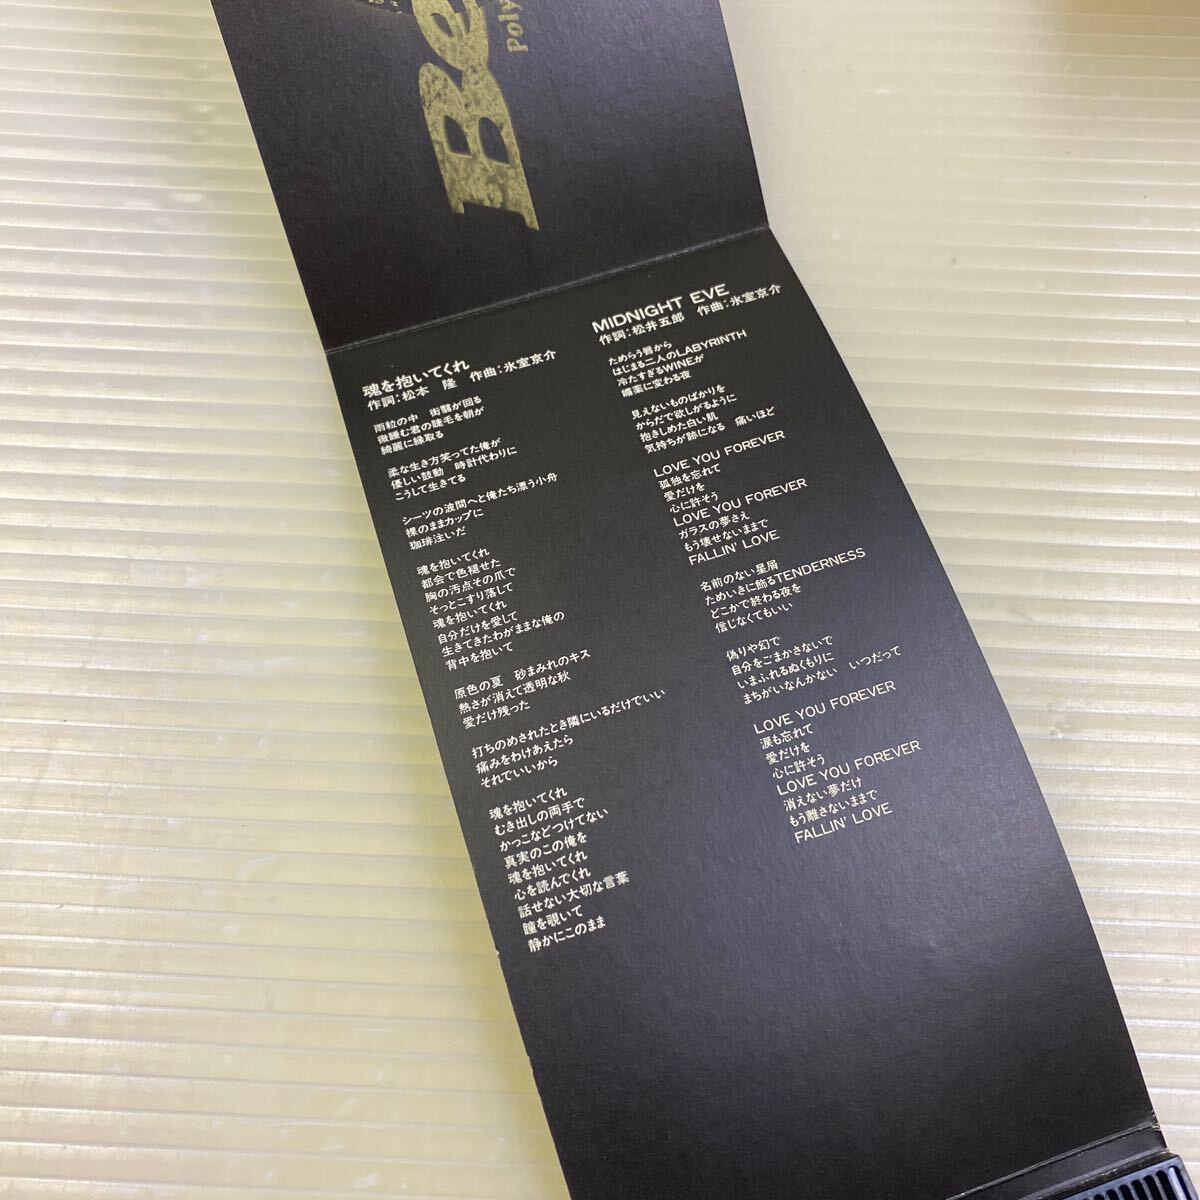 Be
Poly
魂を抱いてくれ
作詞:松本 隆 作曲:氷室京介
雨粒の中 街翳が回る
微睡む君の睫毛を朝が
綺麗に縁取る
柔な生き方笑ってた俺が
優しい鼓動 時計代わりに
こうして生きてる
シーツの波間へと俺たち漂う小舟
裸のままカップに
珈琲注いだ
魂を抱いてくれ
都会で色褪せた
胸の汚点その爪で
そっとこすり落して
魂を抱いてくれ
自分だけを愛して
生きてきたわがままな俺の
背中を抱いて
原色の夏 砂まみれのキス
熱さが消えて透明な秋
愛だけ残った
打ちのめされたとき隣にいるだけでいい
痛みをわけあえたら
それでいいから
魂を抱いてくれ
むき出しの両手で
かっこなどつけてない
真実のこの俺を
魂を抱いてくれ
心を読んでくれ
話せない大切な言葉
瞳を覗いて
静かにこのまま
MIDNIGHT EVE
作詞:松井五郎 作曲:氷室京介
ためらう唇から
はじまる二人のLABYRINTH
冷たすぎるWINEが
媚薬に変わる夜
見えないものばかりを
からだで欲しがるように
抱きしめた白い肌
気持ちが跡になる 痛いほど
LOVE YOU FOREVER
孤独を忘れて
愛だけを
心に許そう
LOVE YOU FOREVER
ガラスの夢さえ
もう壊せないままで
FALLIN' LOVE
名前のない星屑
ためいきに飾るTENDERNESS
どこかで終わる夜を
信じなくてもいい
偽りや幻で
自分をごまかさないで
いまふれるぬくもりに いつだって
まちがいなんかない
LOVE YOU FOREVER
涙も忘れて
愛だけを
心に許そう
LOVE YOU FOREVER
消えない夢だけ
もう離さないままで
FALLIN' LOVE